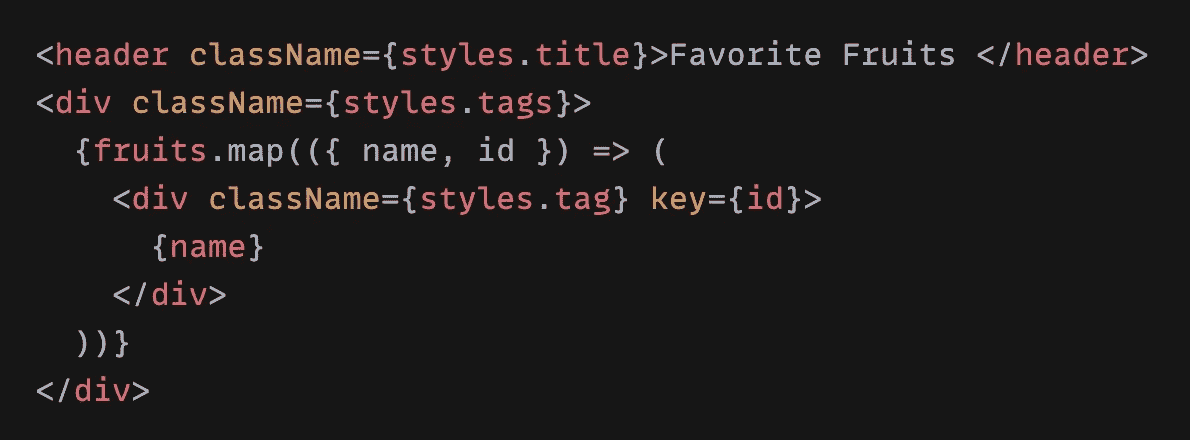 <header className={styles.title}>Favorite Fruits </header>
<div className={styles.tags}>
  {fruits.map(({ name, id }) => (
    <div className={styles.tag} key={id}>
      {name}
    </div>
  ))}
</div>